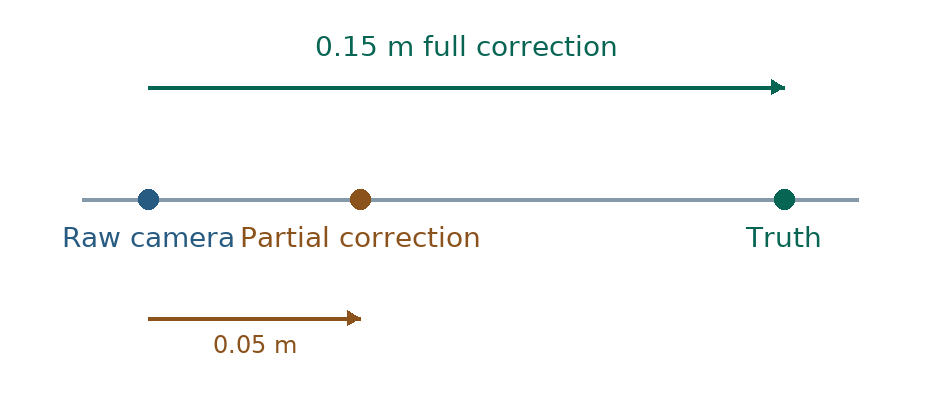 0.15 m full correction
Raw camera
Partial correction
Truth
0.05 m